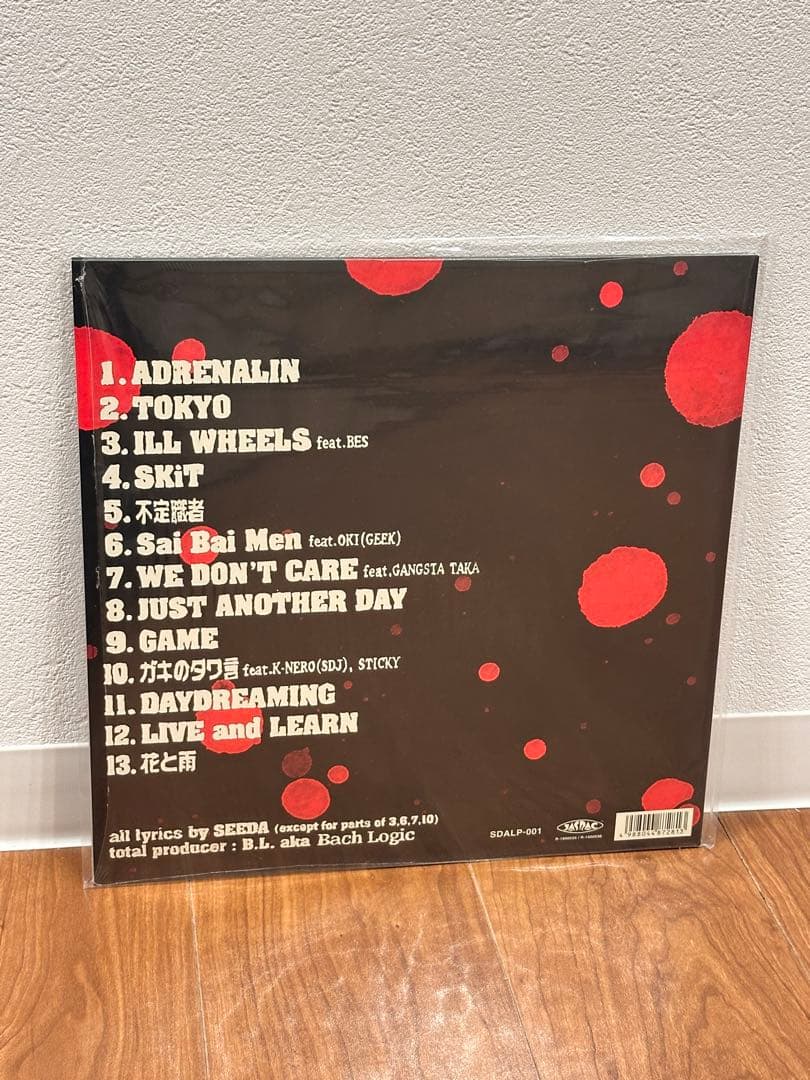 1. ADRENALIN
2. TOKYO
3. ILL WHEELS feat.BES
4. SKiT
5. 不定職者
6. Sai Bai Men feat.OKI(GEEK)
7. WE DON'T CARE feat.GANGSTA TAKA
8. JUST ANOTHER DAY
9. GAME
10. ガキのタワ言 feat.K-NERO(SDJ), STICKY
11. DAYDREAMING
12. LIVE and LEARN
13. 花と雨
all lyrics by SEEDA (except for parts of 3,6,7,10)
total producer : B.L. aka Bach Logic
SDALP-001
JASRAC